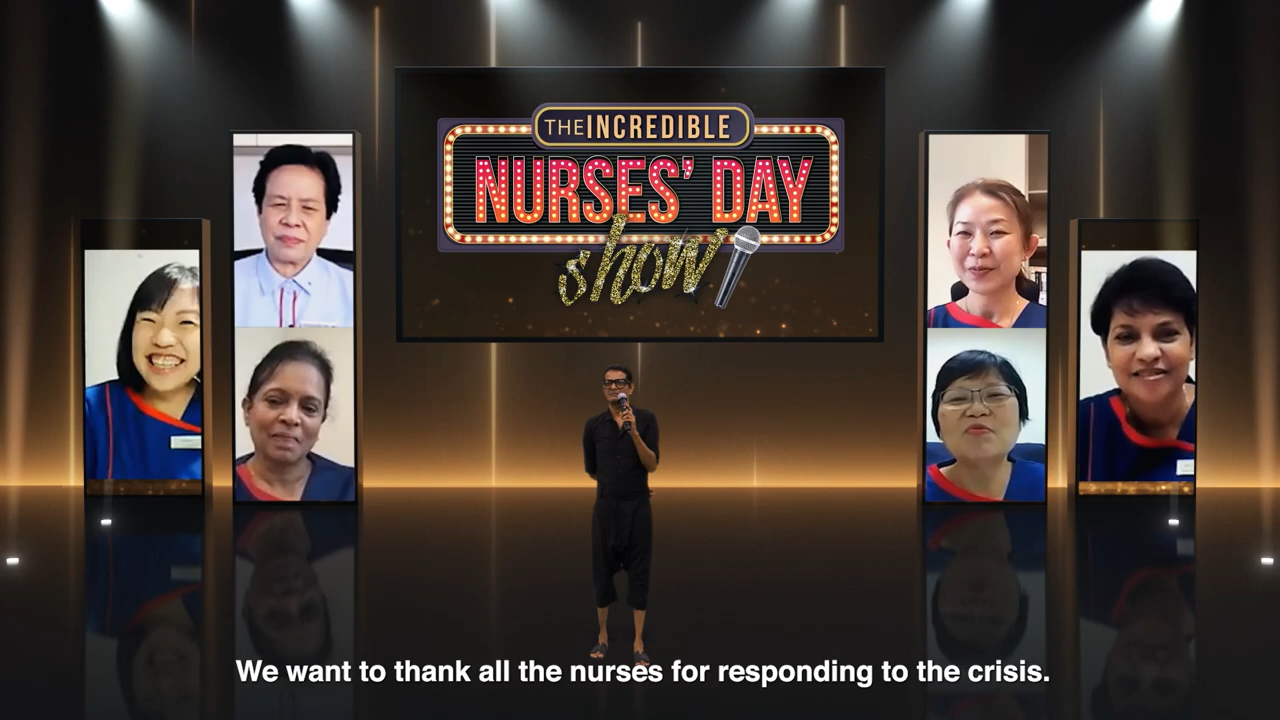 THE INCREDIBLE
NURSES' DAY
show
We want to thank all the nurses for responding to the crisis.